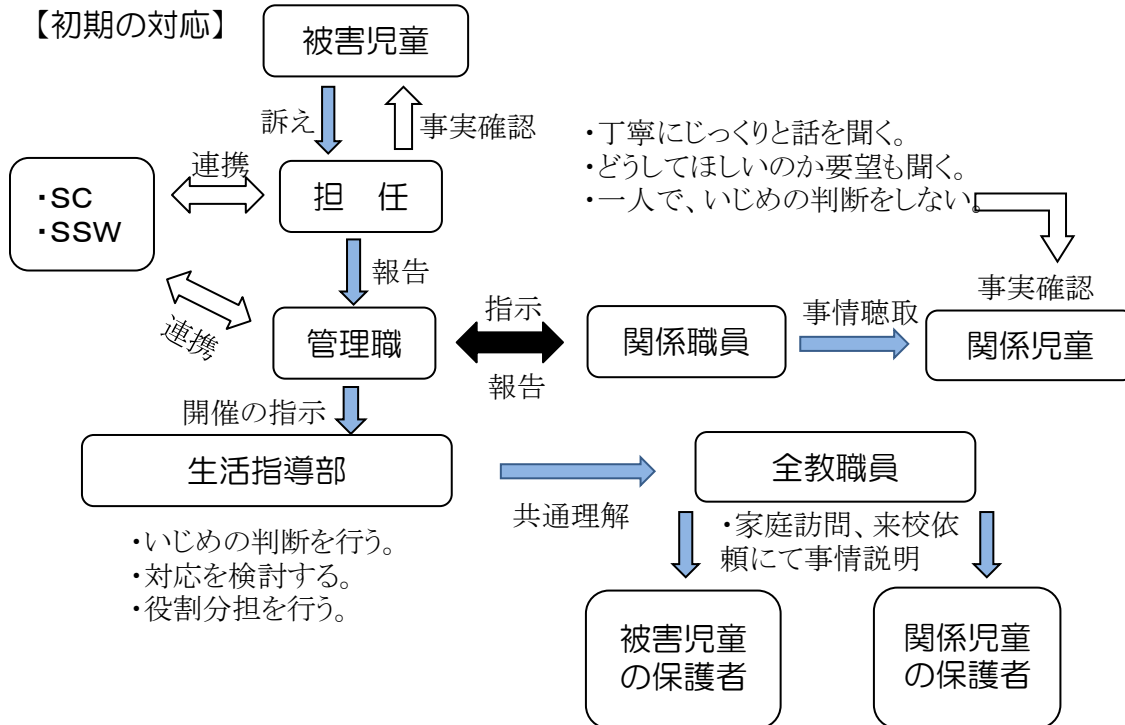 【初期の対応】
被害児童
訴え
事実確認
・丁寧にじっくりと話を聞く。
・どうしてほしいのか要望も聞く。
・一人で、いじめの判断をしない。
連携
・SC
・SSW
担　任
報告
連携
管理職
指示
報告
関係職員
事情聴取
事実確認
関係児童
開催の指示
生活指導部
共通理解
全教職員
・いじめの判断を行う。
・対応を検討する。
・役割分担を行う。
・家庭訪問、来校依
頼にて事情説明
被害児童
の保護者
関係児童
の保護者